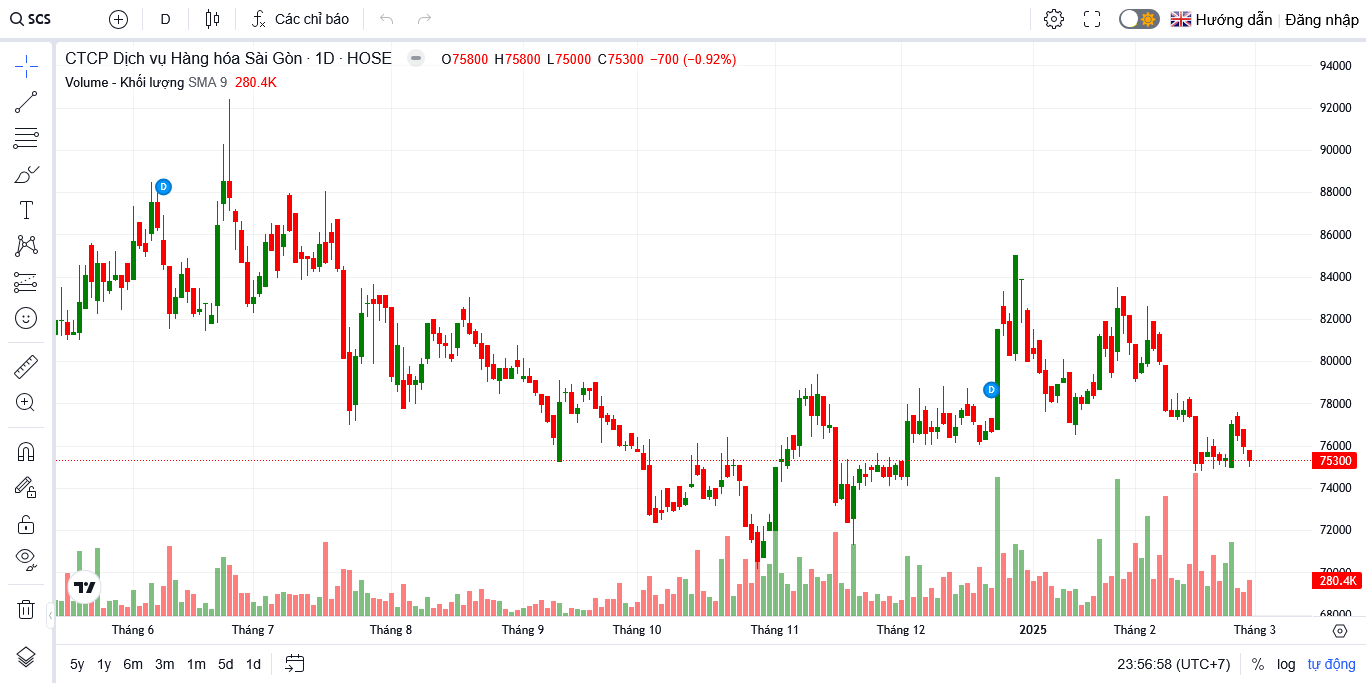 SCS D Các chỉ báo Hướng dẫn Đăng nhập
CTCP Dịch vụ Hàng hóa Sài Gòn · 1D · HOSE O75800 H75800 L75000 C75300 −700 (−0.92%)
Volume - Khối lượng SMA 9 280.4K
94000
92000
90000
88000
86000
84000
82000
80000
78000
76000
75300
74000
72000
70000
280.4K
68000
D
D
T
Tháng 6 Tháng 7 Tháng 8 Tháng 9 Tháng 10 Tháng 11 Tháng 12 2025 Tháng 2 Tháng 3
5y 1y 6m 3m 1m 5d 1d 23:56:58 (UTC+7) % log tự động